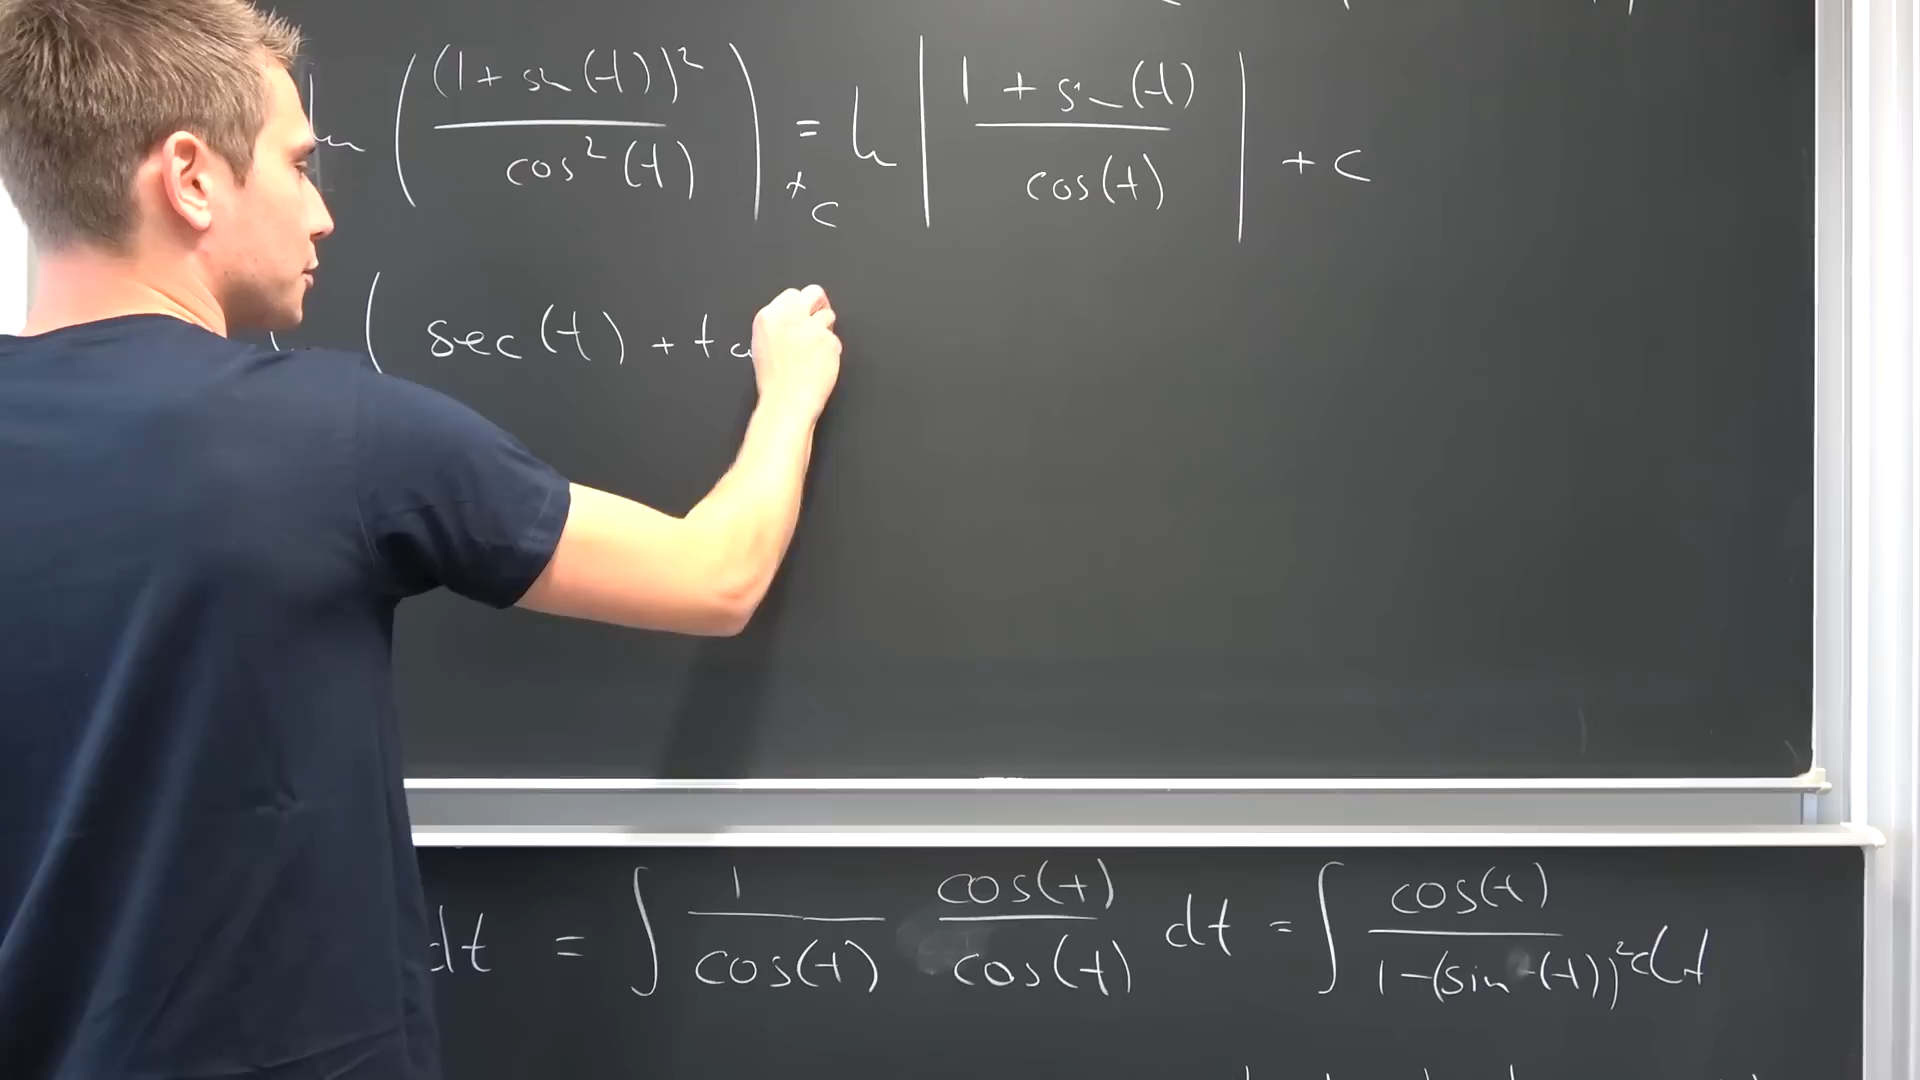 ln ( (1 + sin(t))² / cos²(t) ) + c = ln | 1 + sin(t) / cos(t) | + c
( sec(t) + ta
dt = ∫ 1 / cos(t) cos(t) / cos(t) dt = ∫ cos(t) / 1-(sin(t))² dt